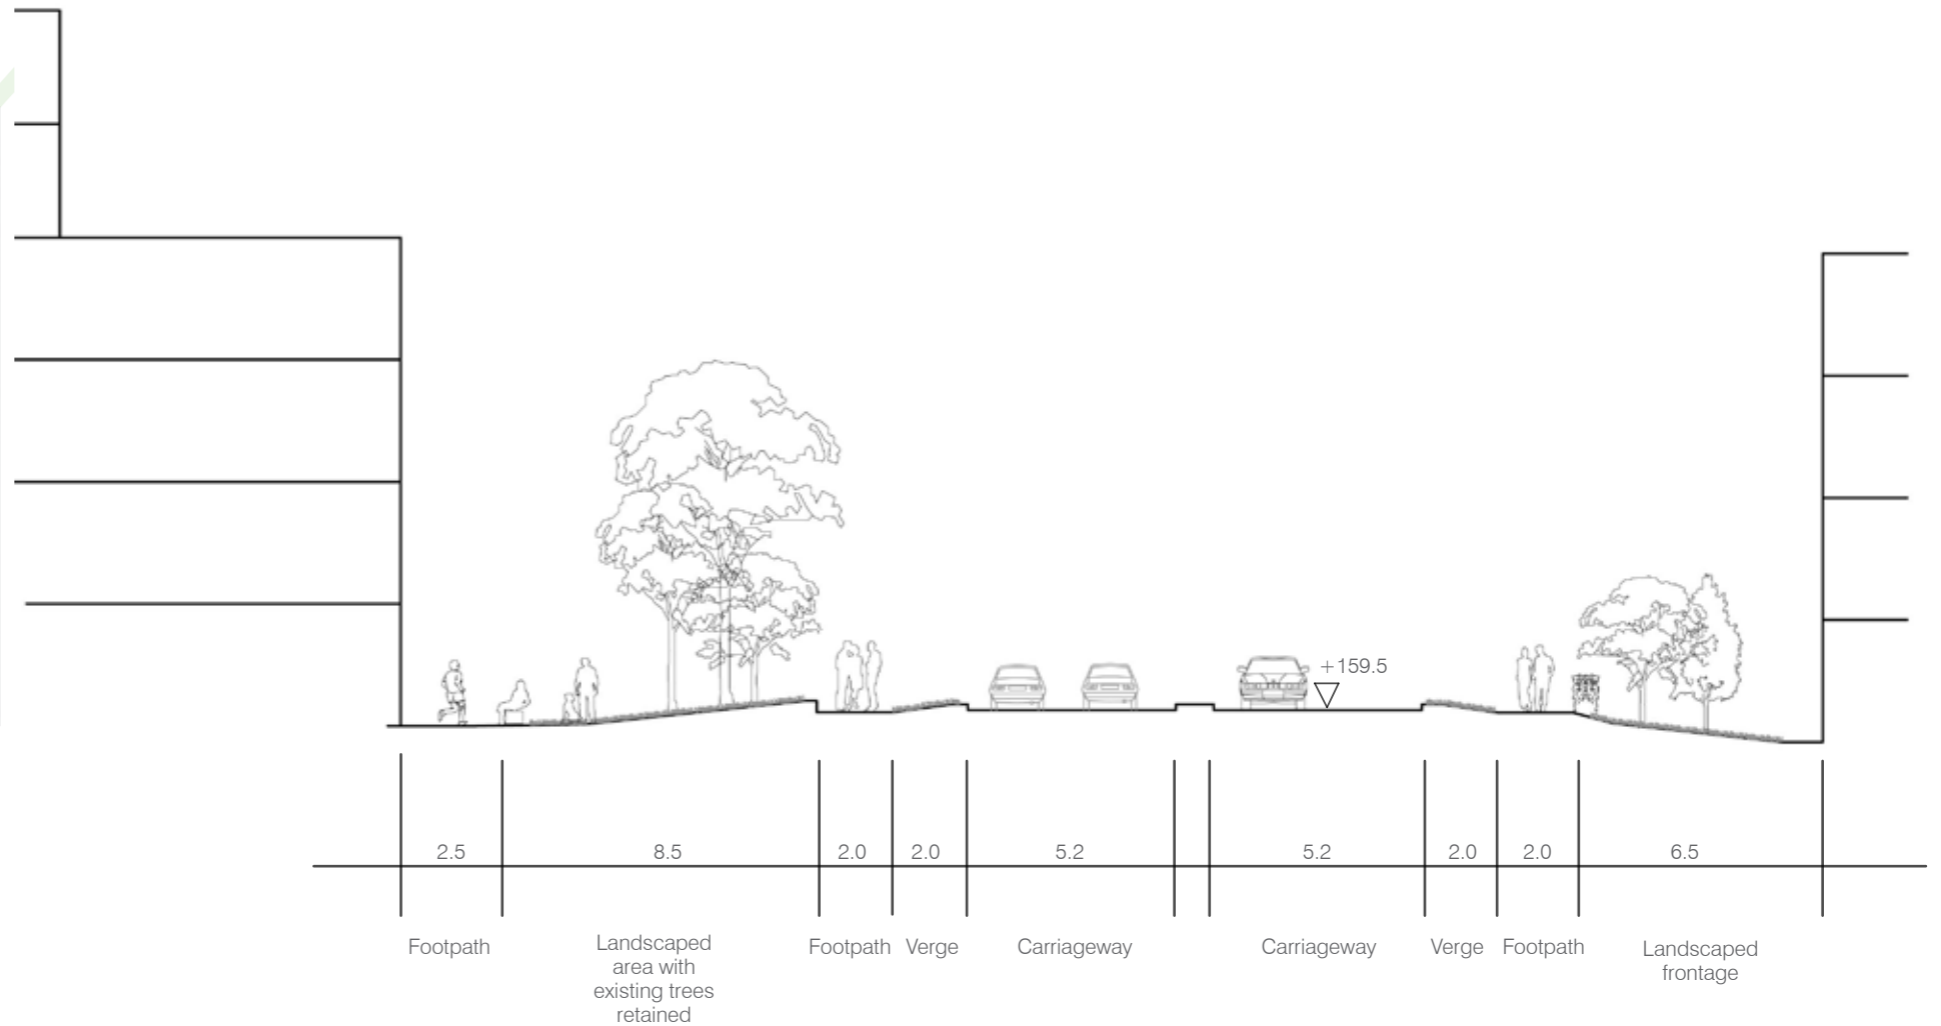 +159.5
2.5
8.5
2.0
2.0
5.2
5.2
2.0
2.0
6.5
Footpath
Landscaped
area with
existing trees
retained
Footpath
Verge
Carriageway
Carriageway
Verge
Footpath
Landscaped
frontage